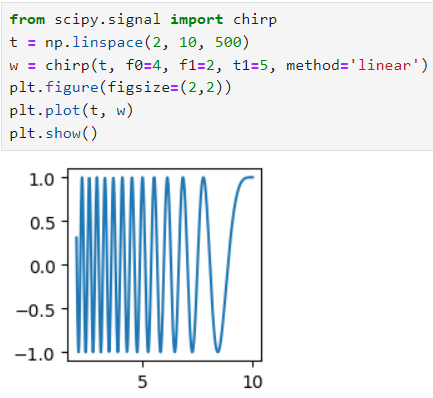 from scipy.signal import chirp
t = np.linspace(2, 10, 500)
w = chirp(t, f0=4, f1=2, t1=5, method='linear')
plt.figure(figsize=(2,2))
plt.plot(t, w)
plt.show()
1.0
0.5
0.0
−0.5
−1.0
5 10